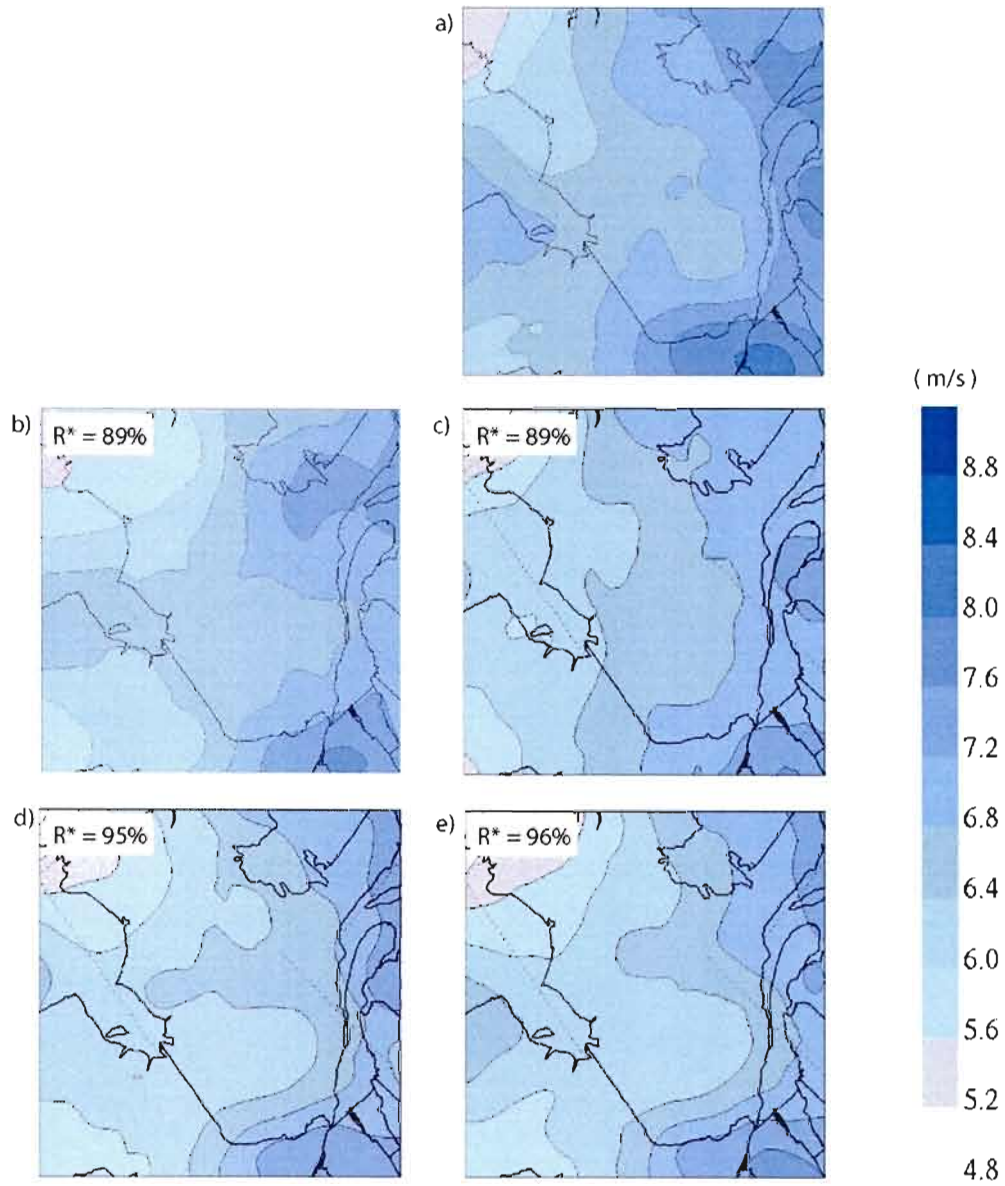 a)
( m/s )
b)
R* = 89%
c)
R* = 89%
8.8
8.4
8.0
7.6
7.2
6.8
6.4
6.0
5.6
5.2
4.8
d)
R* = 95%
e)
R* = 96%